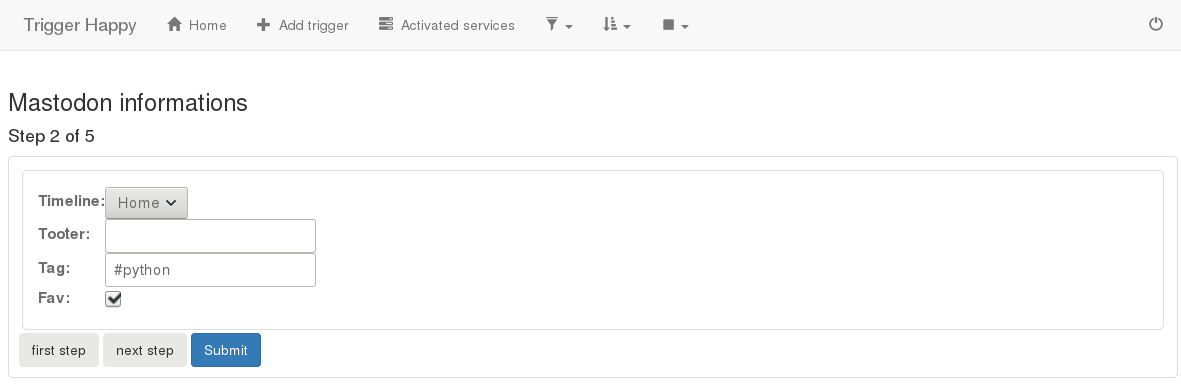 Trigger Happy Home Add trigger Activated services
Mastodon informations
Step 2 of 5
Timeline: Home
Tooter:
Tag: #python
Fav:
first step next step Submit